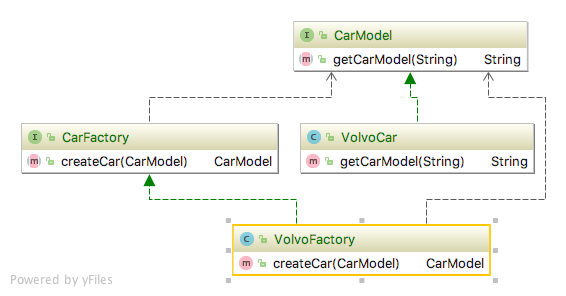 I CarModel
m getCarModel(String) String
I CarFactory
m createCar(CarModel) CarModel
C VolvoCar
m getCarModel(String) String
C VolvoFactory
m createCar(CarModel) CarModel
Powered by yFiles